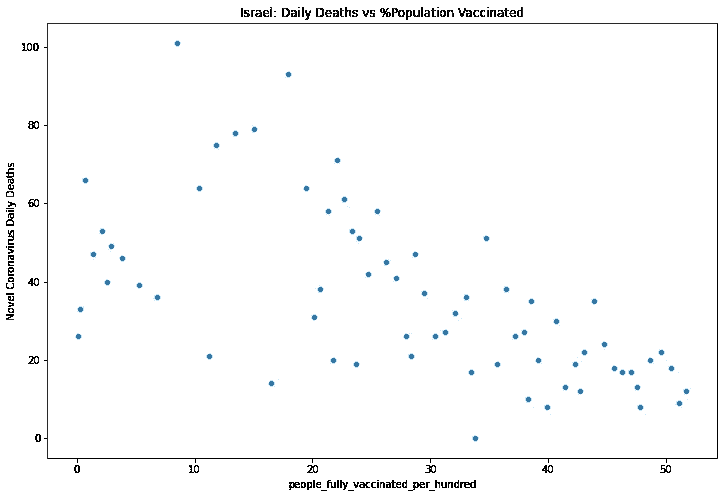 Israel: Daily Deaths vs %Population Vaccinated
100
80
60
40
20
0
Novel Coronavirus Daily Deaths
0 10 20 30 40 50
people_fully_vaccinated_per_hundred